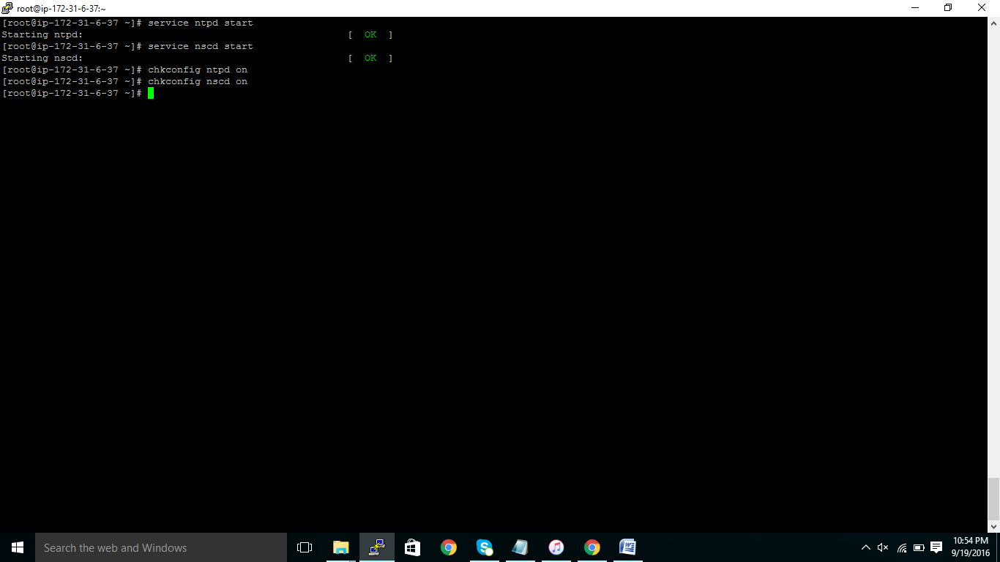 root@ip-172-31-6-37:~
[root@ip-172-31-6-37 ~]# service ntpd start
Starting ntpd:                                             [  OK  ]
[root@ip-172-31-6-37 ~]# service nscd start
Starting nscd:                                             [  OK  ]
[root@ip-172-31-6-37 ~]# chkconfig ntpd on
[root@ip-172-31-6-37 ~]# chkconfig nscd on
[root@ip-172-31-6-37 ~]#
Search the web and Windows
10:54 PM
9/19/2016